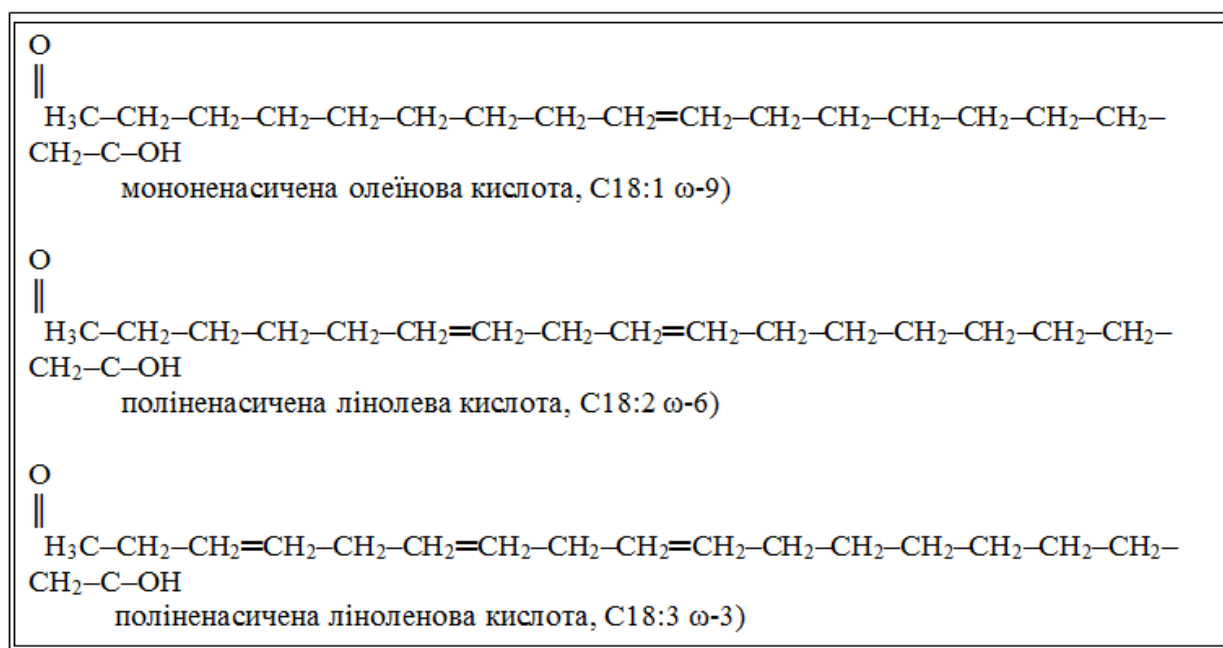 O
‖
H₃C–CH₂–CH₂–CH₂–CH₂–CH₂–CH₂–CH₂–CH₂=CH₂–CH₂–CH₂–CH₂–CH₂–CH₂–CH₂–
CH₂–C–OH
мононенасичена олеїнова кислота, С18:1 ω-9)
O
‖
H₃C–CH₂–CH₂–CH₂–CH₂–CH₂=CH₂–CH₂–CH₂=CH₂–CH₂–CH₂–CH₂–CH₂–CH₂–CH₂–
CH₂–C–OH
поліненасичена лінолева кислота, С18:2 ω-6)
O
‖
H₃C–CH₂–CH₂=CH₂–CH₂–CH₂=CH₂–CH₂–CH₂=CH₂–CH₂–CH₂–CH₂–CH₂–CH₂–CH₂–
CH₂–C–OH
поліненасичена ліноленова кислота, С18:3 ω-3)